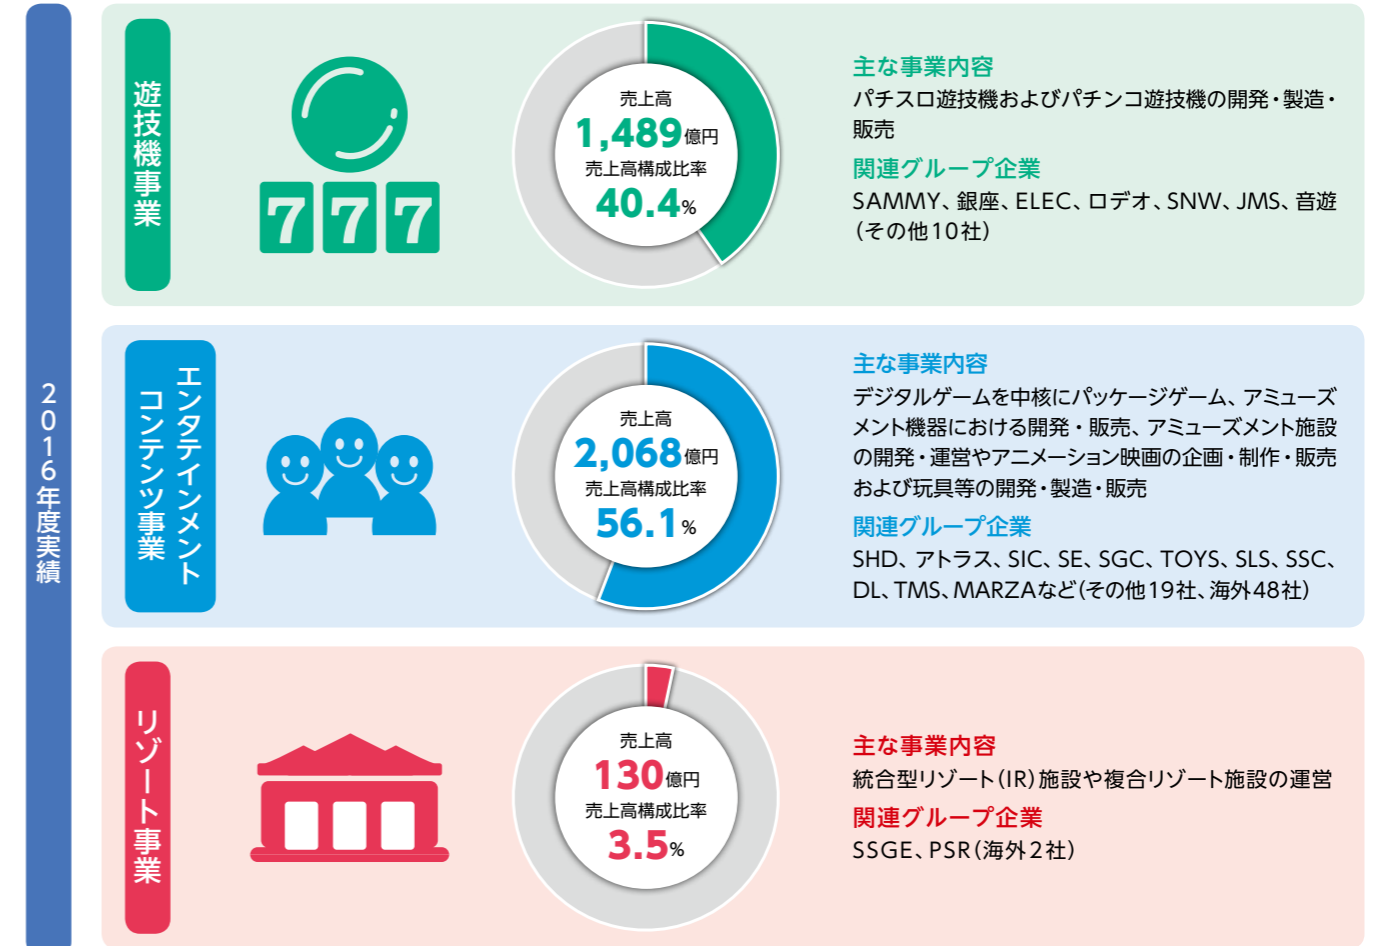 2016年度実績
遊技機事業
777
売上高
1,489億円
売上高構成比率
40.4%
主な事業内容
パチスロ遊技機およびパチンコ遊技機の開発・製造・
販売
関連グループ企業
SAMMY、銀座、ELEC、ロデオ、SNW、JMS、音遊
(その他10社)
エンタテインメント
コンテンツ事業
売上高
2,068億円
売上高構成比率
56.1%
主な事業内容
デジタルゲームを中核にパッケージゲーム、アミューズ
メント機器における開発・販売、アミューズメント施設
の開発・運営やアニメーション映画の企画・制作・販売
および玩具等の開発・製造・販売
関連グループ企業
SHD、アトラス、SIC、SE、SGC、TOYS、SLS、SSC、
DL、TMS、MARZAなど(その他19社、海外48社)
リゾート事業
売上高
130億円
売上高構成比率
3.5%
主な事業内容
統合型リゾート(IR)施設や複合リゾート施設の運営
関連グループ企業
SSGE、PSR(海外2社)